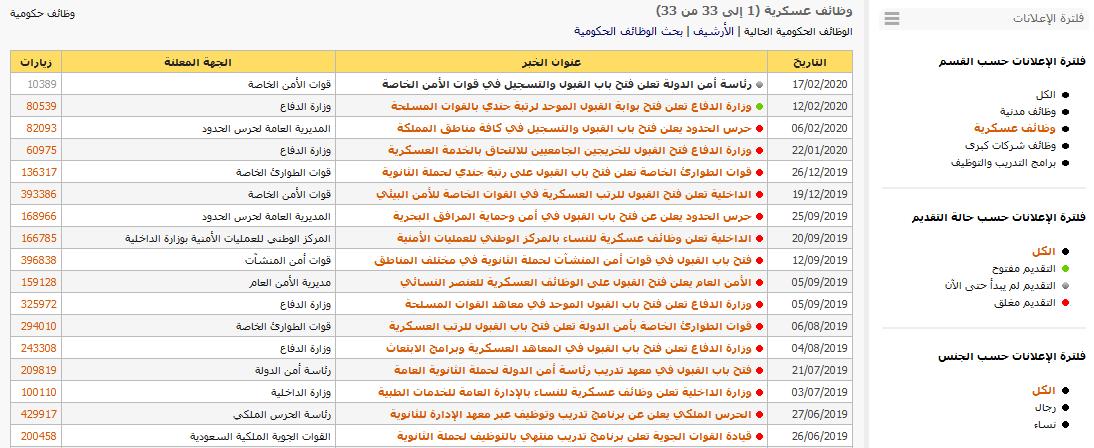 وظائف عسكرية (1 إلى 33 من 33)
وظائف حكومية
الوظائف الحكومية الحالية | الأرشيف | بحث الوظائف الحكومية
التاريخ عنوان الخبر الجهة المعلنة زيارات
17/02/2020 رئاسة أمن الدولة تعلن فتح باب القبول والتسجيل في قوات الأمن الخاصة قوات الأمن الخاصة 10389
12/02/2020 وزارة الدفاع تعلن فتح بوابة القبول الموحد لرتبة جندي بالقوات المسلحة وزارة الدفاع 80539
06/02/2020 حرس الحدود يعلن فتح باب القبول والتسجيل في كافة مناطق المملكة المديرية العامة لحرس الحدود 82093
22/01/2020 وزارة الدفاع فتح القبول للخريجين الجامعيين للالتحاق بالخدمة العسكرية وزارة الدفاع 60975
26/12/2019 قوات الطوارئ الخاصة تعلن فتح باب القبول على رتبة جندي لحملة الثانوية قوات الطوارئ الخاصة 136317
19/12/2019 الداخلية تعلن فتح القبول للرتب العسكرية في القوات الخاصة للأمن البيئي قوات الأمن الخاصة 393386
25/09/2019 حرس الحدود يعلن عن فتح باب القبول في أمن وحماية المرافق البحرية المديرية العامة لحرس الحدود 168966
20/09/2019 الداخلية تعلن وظائف عسكرية للنساء بالمركز الوطني للعمليات الأمنية المركز الوطني للعمليات الأمنية بوزارة الداخلية 166785
12/09/2019 فتح باب القبول في قوات أمن المنشآت لحملة الثانوية في مختلف المناطق قوات أمن المنشآت 396838
05/09/2019 الأمن العام يعلن فتح القبول على الوظائف العسكرية للعنصر النسائي مديرية الأمن العام 159128
05/09/2019 وزارة الدفاع تعلن فتح باب القبول الموحد في معاهد القوات المسلحة وزارة الدفاع 325972
06/08/2019 قوات الطوارئ الخاصة بأمن الدولة تعلن فتح باب القبول للرتب العسكرية قوات الطوارئ الخاصة 294010
04/08/2019 وزارة الدفاع تعلن فتح باب القبول في المعاهد العسكرية وبرامج الابتعاث وزارة الدفاع 243308
21/07/2019 فتح باب القبول في معهد تدريب رئاسة أمن الدولة لحملة الثانوية العامة رئاسة أمن الدولة 209819
03/07/2019 وزارة الداخلية تعلن وظائف عسكرية للنساء بالإدارة العامة للخدمات الطبية وزارة الداخلية 100110
27/06/2019 الحرس الملكي يعلن عن برنامج تدريب وتوظيف عبر معهد الإدارة للثانوية رئاسة الحرس الملكي 429917
26/06/2019 قيادة القوات الجوية تعلن برنامج تدريب منتهي بالتوظيف لحملة الثانوية القوات الجوية الملكية السعودية 200458
فلترة الإعلانات
فلترة الإعلانات حسب القسم
الكل
وظائف مدنية
وظائف عسكرية
وظائف شركات كبرى
برامج التدريب والتوظيف
فلترة الإعلانات حسب حالة التقديم
الكل
التقديم مفتوح
التقديم لم يبدأ حتى الآن
التقديم مغلق
فلترة الإعلانات حسب الجنس
الكل
رجال
نساء